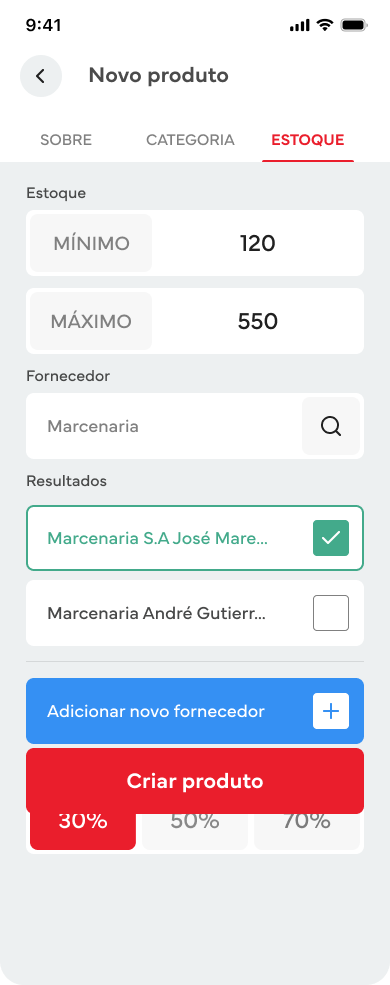 9:41
Novo produto
SOBRE CATEGORIA ESTOQUE
Estoque
MÍNIMO 120
MÁXIMO 550
Fornecedor
Marcenaria
Resultados
Marcenaria S.A José Mare...
Marcenaria André Gutierr...
Adicionar novo fornecedor
Criar produto
30% 50% 70%